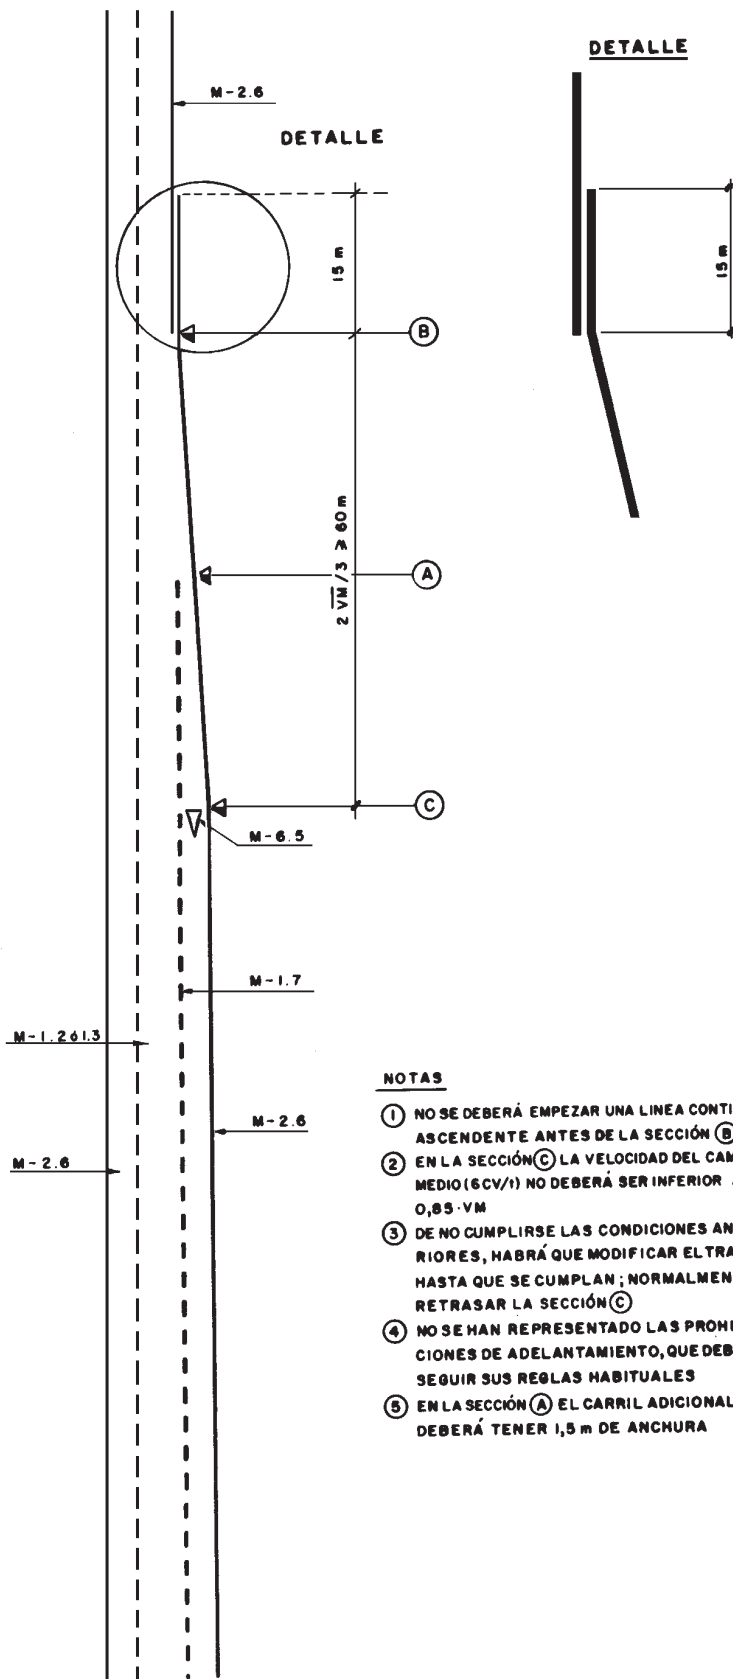 DETALLE
M-2.6
DETALLE
15 m
15 m
B
2 VM/3 ≥ 60 m
A
C
M-6.5
M-1.7
M-1.2 ó 1.3
M-2.6
M-2.6
NOTAS
1 NO SE DEBERÁ EMPEZAR UNA LINEA CONTI
ASCENDENTE ANTES DE LA SECCIÓN B
2 EN LA SECCIÓN C LA VELOCIDAD DEL CAM
MEDIO (6CV/t) NO DEBERÁ SER INFERIOR
0,85·VM
3 DE NO CUMPLIRSE LAS CONDICIONES AN
RIORES, HABRÁ QUE MODIFICAR EL TRA
HASTA QUE SE CUMPLAN; NORMALMEN
RETRASAR LA SECCIÓN C
4 NO SE HAN REPRESENTADO LAS PROHI
CIONES DE ADELANTAMIENTO, QUE DEB
SEGUIR SUS REGLAS HABITUALES
5 EN LA SECCIÓN A EL CARRIL ADICIONAL
DEBERÁ TENER 1,5 m DE ANCHURA